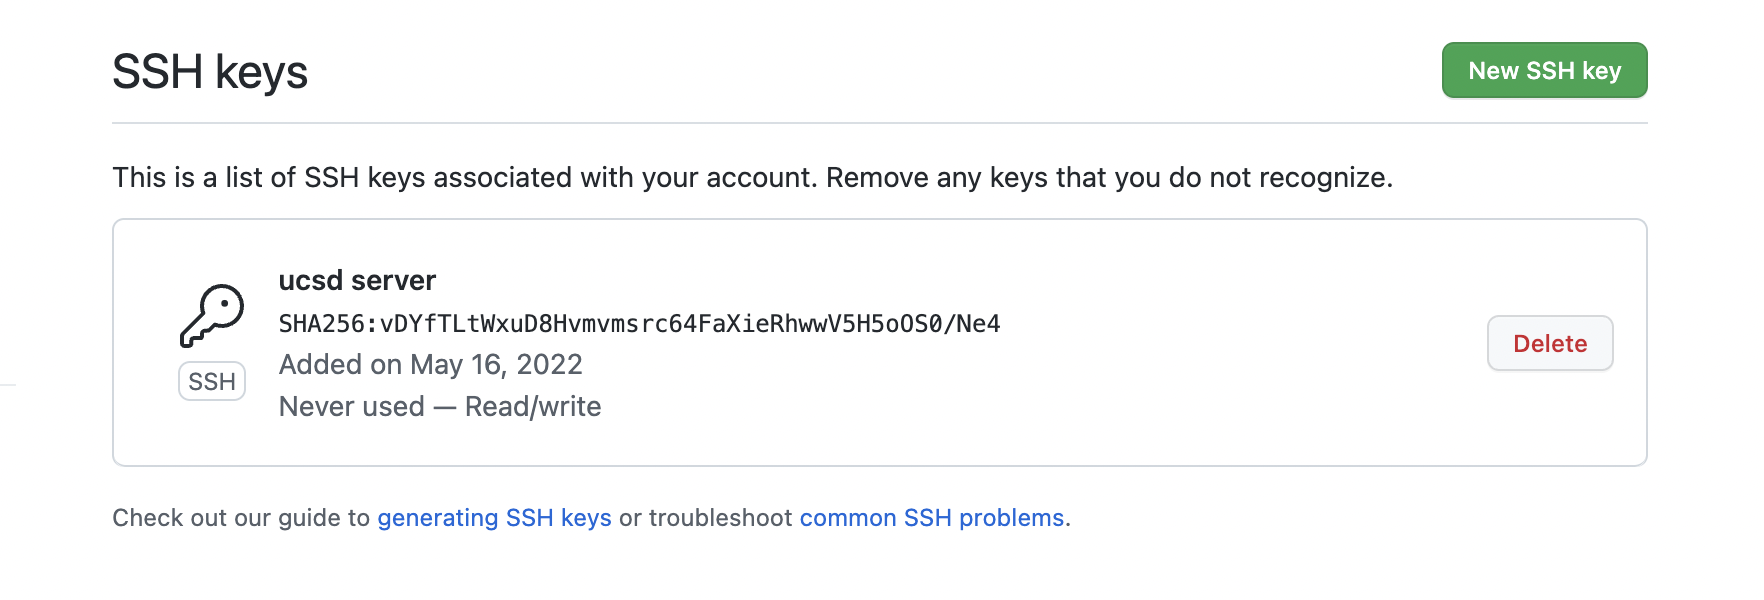 SSH keys
New SSH key
This is a list of SSH keys associated with your account. Remove any keys that you do not recognize.
ucsd server
SHA256:vDYfTLtWxuD8Hvmvmsrc64FaXieRhwwV5H5oOS0/Ne4
Added on May 16, 2022
Never used — Read/write
SSH
Delete
Check out our guide to generating SSH keys or troubleshoot common SSH problems.